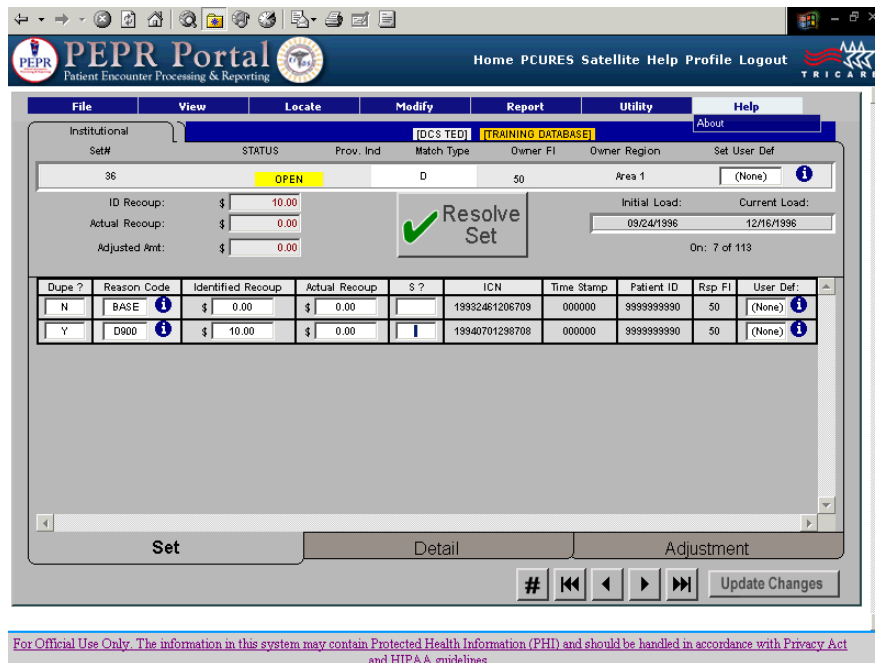 PEPR
PEPR Portal
Patient Encounter Processing & Reporting
Home PCURES Satellite Help Profile Logout
TRICARE
File View Locate Modify Report Utility Help
About
Institutional [DCS TED] [TRAINING DATABASE]
Set# STATUS Prov. Ind Match Type Owner FI Owner Region Set User Def
36 OPEN D 50 Area 1 (None) i
ID Recoup: $ 10.00
Actual Recoup: $ 0.00
Adjusted Amt: $ 0.00
Resolve Set
Initial Load: Current Load:
09/24/1996 12/16/1996
On: 7 of 113
Dupe ? Reason Code Identified Recoup Actual Recoup S ? ICN Time Stamp Patient ID Rsp FI User Def:
N BASE i $ 0.00 $ 0.00 19932461206709 000000 9999999990 50 (None) i
Y D900 i $ 10.00 $ 0.00 19940701298708 000000 9999999990 50 (None) i
Set Detail Adjustment
# Update Changes
For Official Use Only. The information in this system may contain Protected Health Information (PHI) and should be handled in accordance with Privacy Act
and HIPAA guidelines